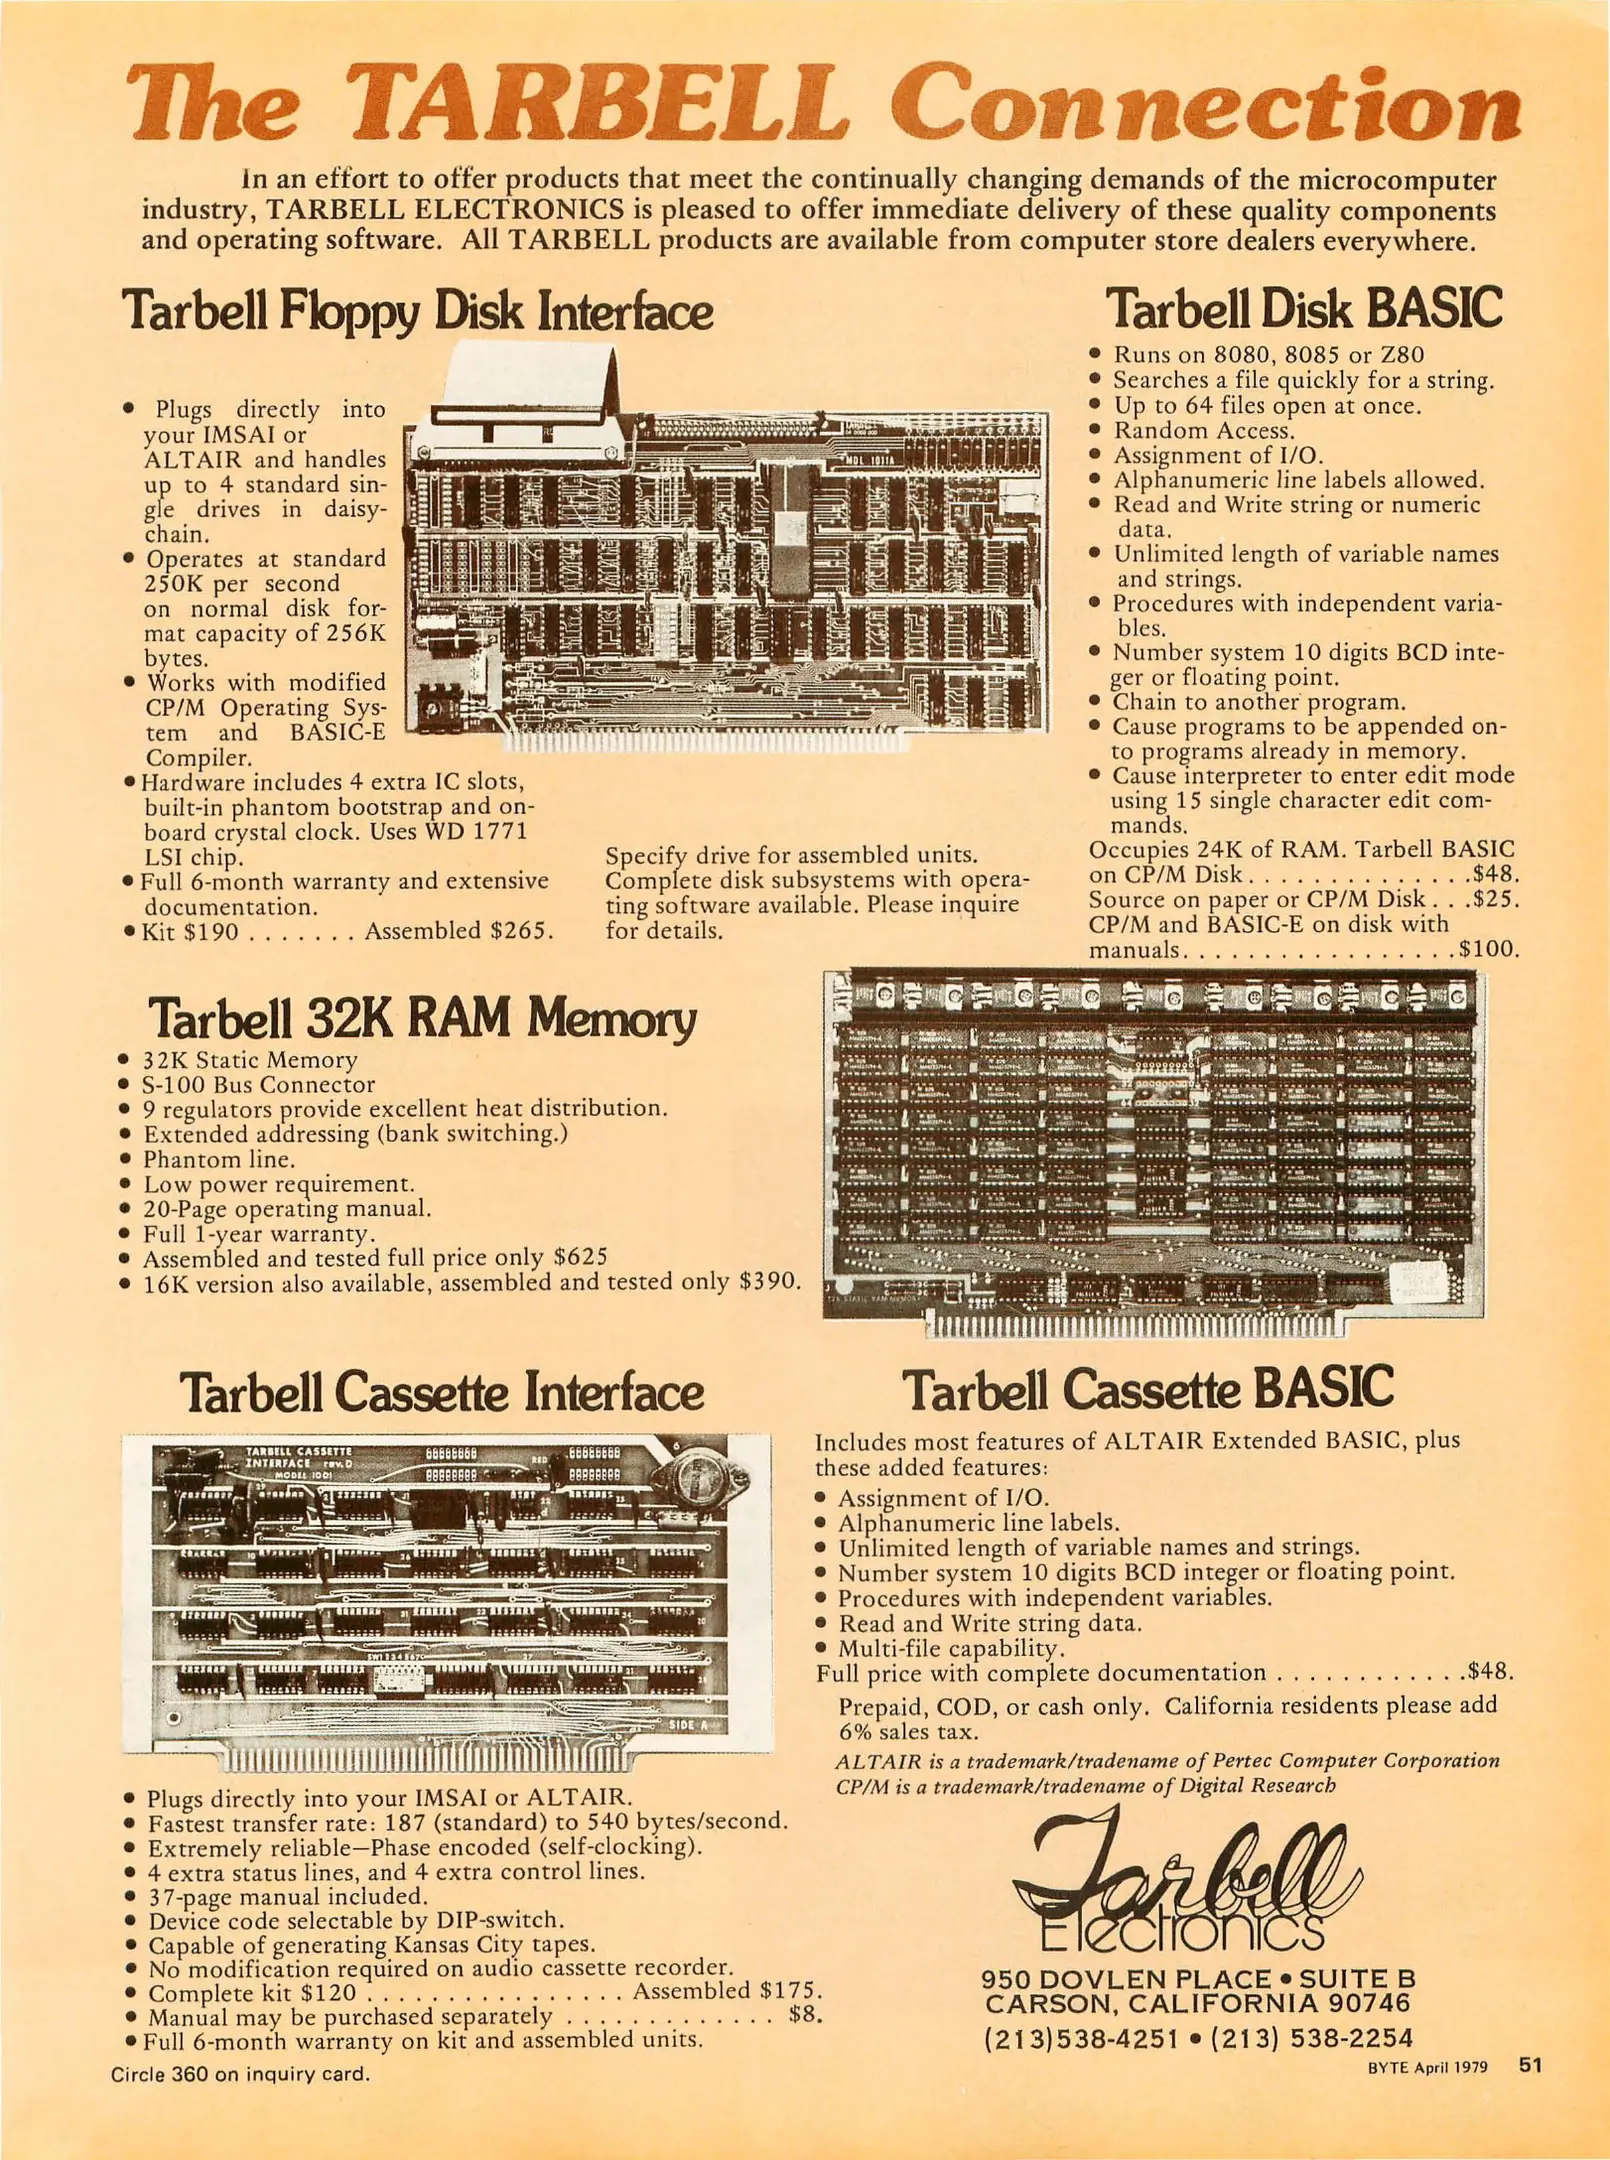 The TARBELL Connection
In an effort to offer products that meet the continually changing demands of the microcomputer
industry, TARBELL ELECTRONICS is pleased to offer immediate delivery of these quality components
and operating software. All TARBELL products are available from computer store dealers everywhere.
Tarbell Floppy Disk Interface
• Plugs directly into
your IMSAI or
ALTAIR and handles
up to 4 standard sin-
gle drives in daisy-
chain.
• Operates at standard
250K per second
on normal disk for-
mat capacity of 256K
bytes.
• Works with modified
CP/M Operating Sys-
tem and BASIC-E
Compiler.
• Hardware includes 4 extra IC slots,
built-in phantom bootstrap and on-
board crystal clock. Uses WD 1771
LSI chip.
• Full 6-month warranty and extensive
documentation.
• Kit $190 . . . . . . . Assembled $265.
MDL 1011A
Specify drive for assembled units.
Complete disk subsystems with opera-
ting software available. Please inquire
for details.
Tarbell Disk BASIC
• Runs on 8080, 8085 or Z80
• Searches a file quickly for a string.
• Up to 64 files open at once.
• Random Access.
• Assignment of I/O.
• Alphanumeric line labels allowed.
• Read and Write string or numeric
data.
• Unlimited length of variable names
and strings.
• Procedures with independent varia-
bles.
• Number system 10 digits BCD inte-
ger or floating point.
• Chain to another program.
• Cause programs to be appended on-
to programs already in memory.
• Cause interpreter to enter edit mode
using 15 single character edit com-
mands.
Occupies 24K of RAM. Tarbell BASIC
on CP/M Disk. . . . . . . . . . . . . . $48.
Source on paper or CP/M Disk. . .$25.
CP/M and BASIC-E on disk with
manuals. . . . . . . . . . . . . . . . . $100.
Tarbell 32K RAM Memory
• 32K Static Memory
• S-100 Bus Connector
• 9 regulators provide excellent heat distribution.
• Extended addressing (bank switching.)
• Phantom line.
• Low power requirement.
• 20-Page operating manual.
• Full 1-year warranty.
• Assembled and tested full price only $625
• 16K version also available, assembled and tested only $390.
Tarbell Cassette Interface
TARBELL CASSETTE
INTERFACE rev.D
MODEL 1001
SIDE A
• Plugs directly into your IMSAI or ALTAIR.
• Fastest transfer rate: 187 (standard) to 540 bytes/second.
• Extremely reliable—Phase encoded (self-clocking).
• 4 extra status lines, and 4 extra control lines.
• 37-page manual included.
• Device code selectable by DIP-switch.
• Capable of generating Kansas City tapes.
• No modification required on audio cassette recorder.
• Complete kit $120 . . . . . . . . . . . . . . . . Assembled $175.
• Manual may be purchased separately . . . . . . . . . . . . . $8.
• Full 6-month warranty on kit and assembled units.
Circle 360 on inquiry card.
Tarbell Cassette BASIC
Includes most features of ALTAIR Extended BASIC, plus
these added features:
• Assignment of I/O.
• Alphanumeric line labels.
• Unlimited length of variable names and strings.
• Number system 10 digits BCD integer or floating point.
• Procedures with independent variables.
• Read and Write string data.
• Multi-file capability.
Full price with complete documentation . . . . . . . . . . . . $48.
Prepaid, COD, or cash only. California residents please add
6% sales tax.
ALTAIR is a trademark/tradename of Pertec Computer Corporation
CP/M is a trademark/tradename of Digital Research
Tarbell
Electronics
950 DOVLEN PLACE • SUITE B
CARSON, CALIFORNIA 90746
(213)538-4251 • (213) 538-2254
BYTE April 1979 51